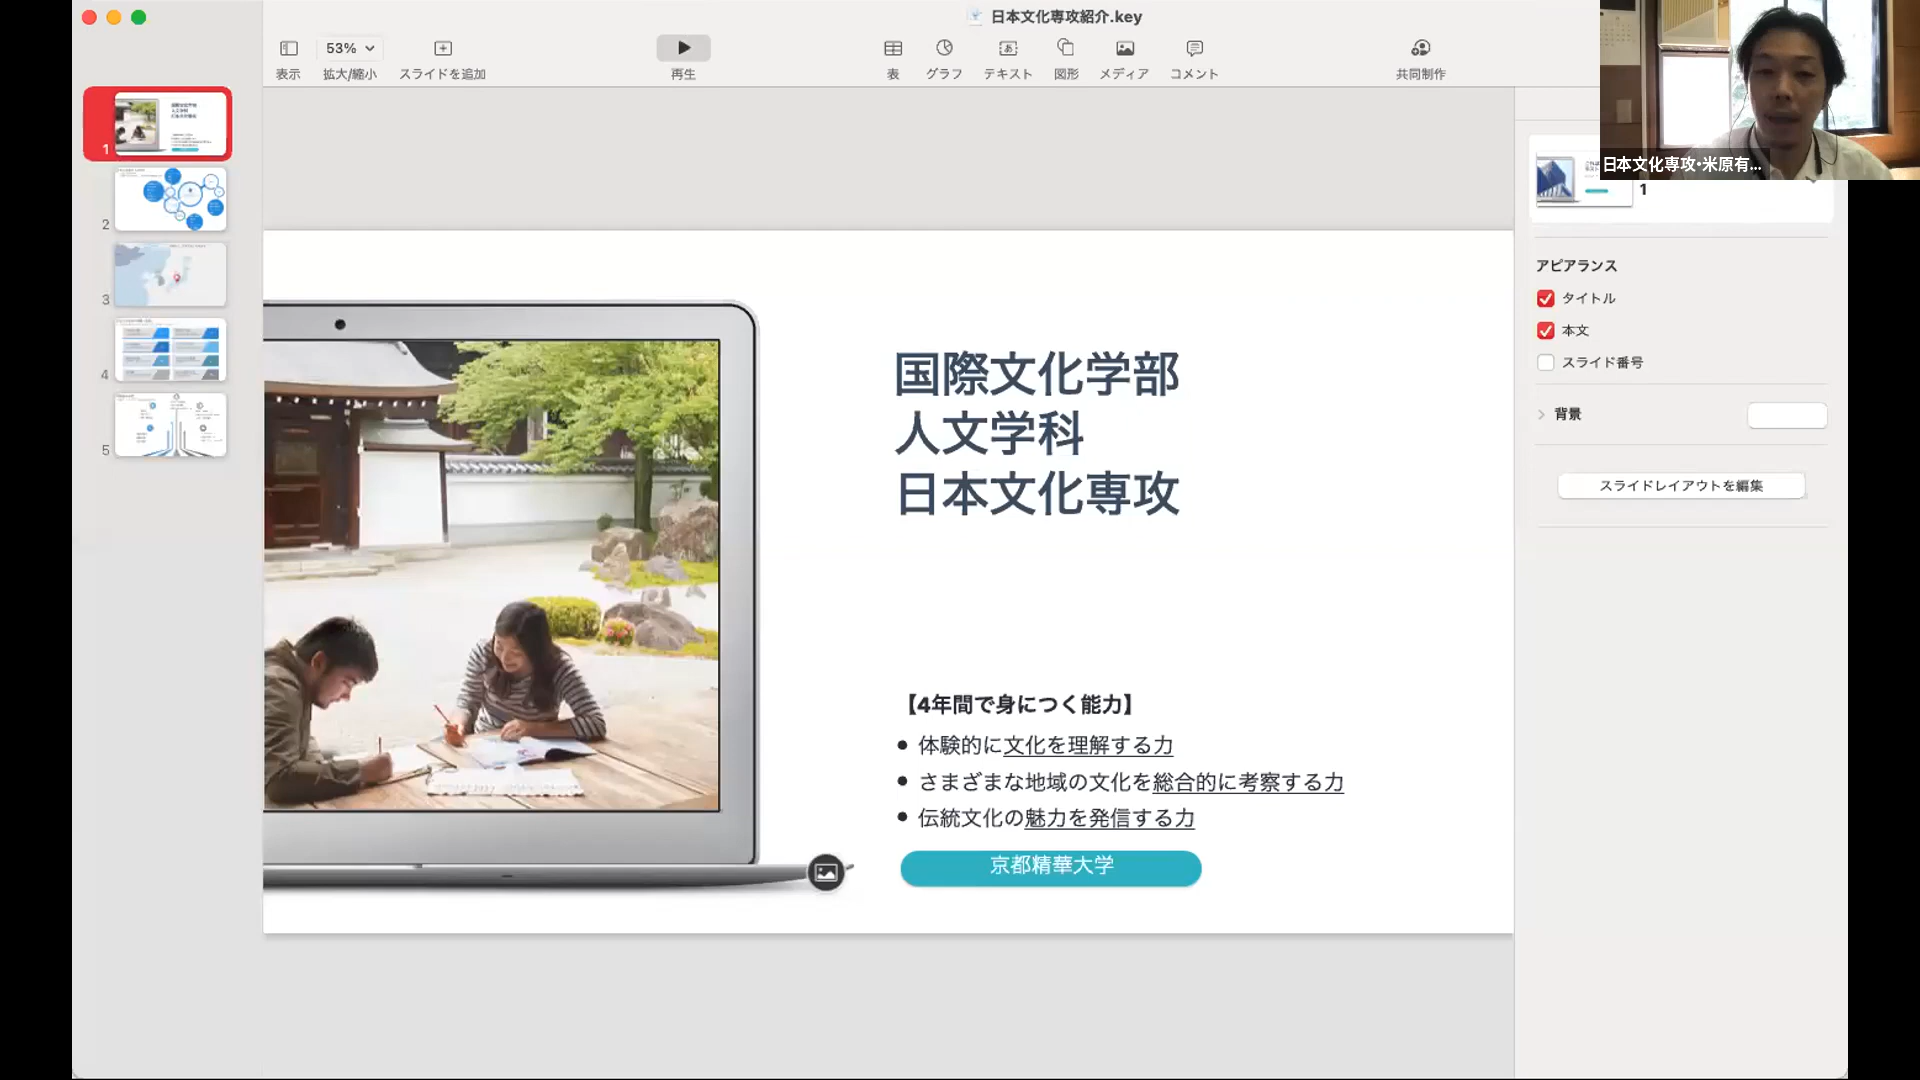 日本文化専攻紹介.key
53%
表示
拡大/縮小
スライドを追加
再生
表
グラフ
テキスト
図形
メディア
コメント
共同制作
日本文化専攻・米原有...
1
2
3
4
5
国際文化学部
人文学科
日本文化専攻
【4年間で身につく能力】
• 体験的に文化を理解する力
• さまざまな地域の文化を総合的に考察する力
• 伝統文化の魅力を発信する力
京都精華大学
1
アピアランス
タイトル
本文
スライド番号
背景
スライドレイアウトを編集